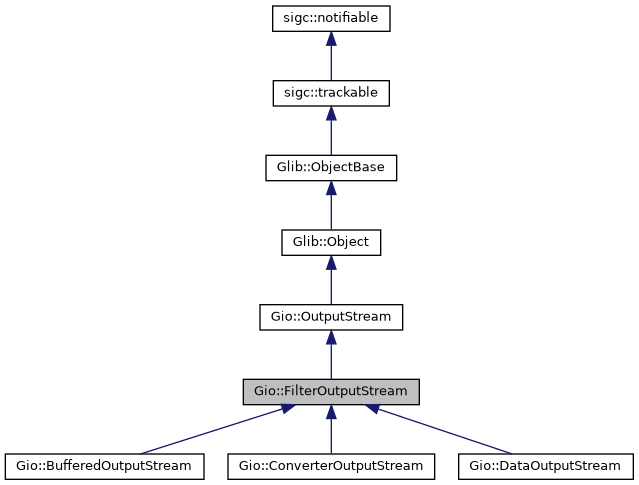 sigc::notifiable
sigc::trackable
Glib::ObjectBase
Glib::Object
Gio::OutputStream
Gio::FilterOutputStream
Gio::BufferedOutputStream
Gio::ConverterOutputStream
Gio::DataOutputStream